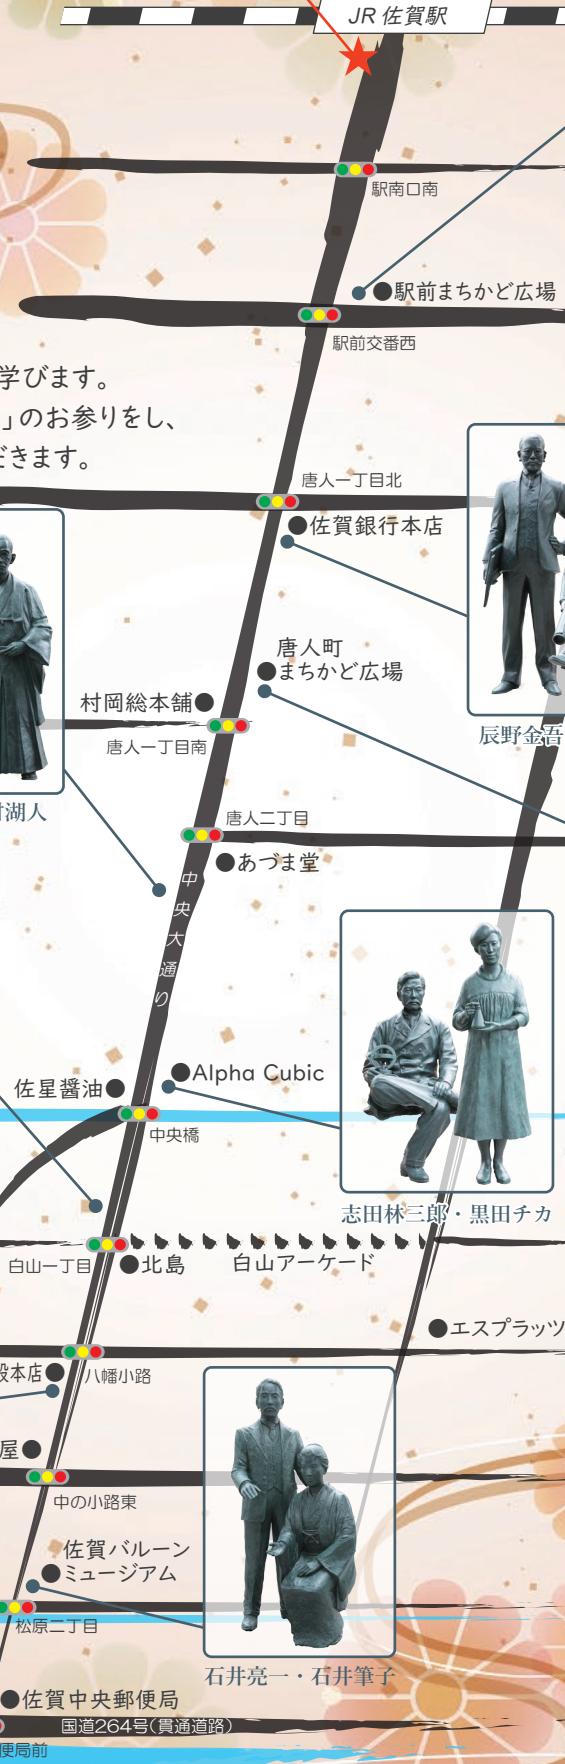 JR佐賀駅
駅南口南
●駅前まちかど広場
駅前交番西
学びます。
」のお参りをし、
だきます。
唐人一丁目北
●佐賀銀行本店
唐人町
●まちかど広場
村岡総本舗●
唐人一丁目南
辰野金吾
湖人
唐人二丁目
●あづま堂
中央大通り
●Alpha Cubic
佐星醤油●
中央橋
志田林三郎・黒田チカ
白山一丁目
●北島
白山アーケード
●エスプラッツ
本店●
八幡小路
屋●
中の小路東
佐賀バルーン
●ミュージアム
松原二丁目
石井亮一・石井筆子
●佐賀中央郵便局
国道264号(貫通道路)
便局前